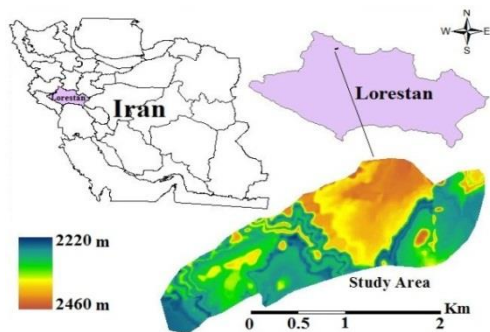 N
W E
S
Lorestan
Iran
Lorestan
2220 m
2460 m
Study Area
Km
0 0.5 1 2